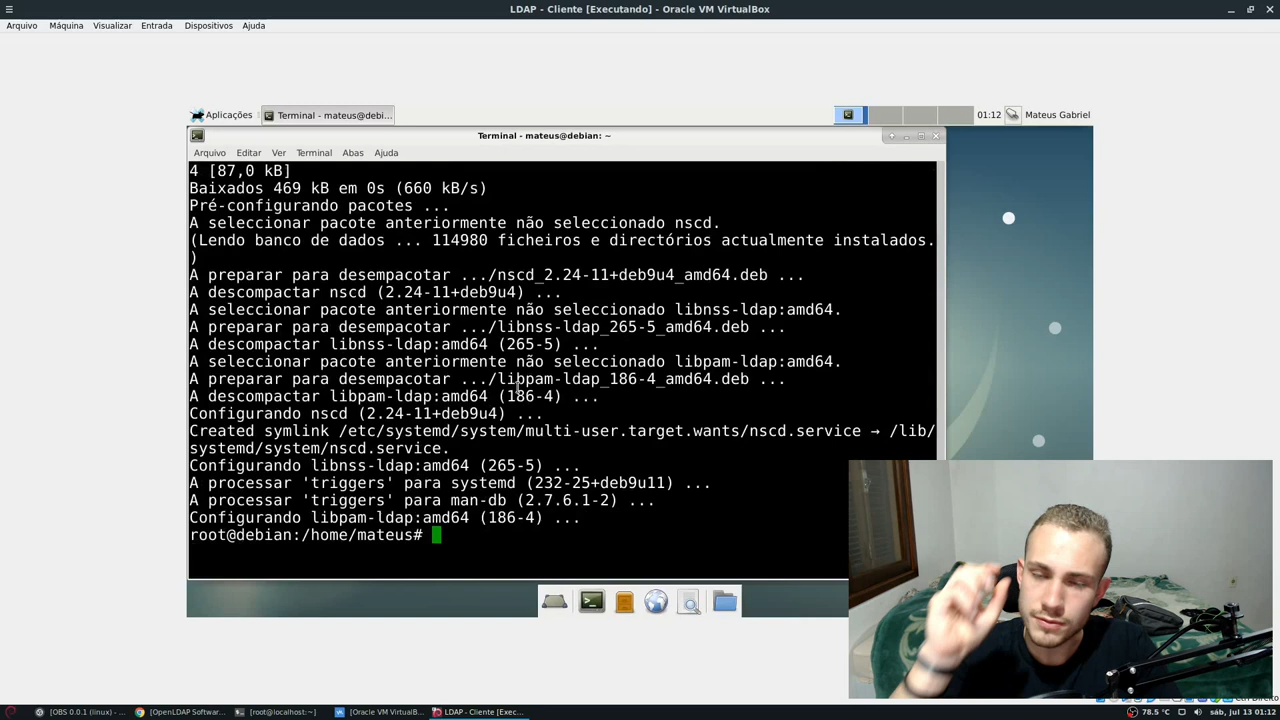 LDAP - Cliente [Executando] - Oracle VM VirtualBox
Arquivo Máquina Visualizar Entrada Dispositivos Ajuda
Aplicações Terminal - mateus@debi... 01:12 Mateus Gabriel
Terminal - mateus@debian: ~
Arquivo Editar Ver Terminal Abas Ajuda
4 [87,0 kB]
Baixados 469 kB em 0s (660 kB/s)
Pré-configurando pacotes ...
A seleccionar pacote anteriormente não seleccionado nscd.
(Lendo banco de dados ... 114980 ficheiros e directórios actualmente instalados.
)
A preparar para desempacotar .../nscd_2.24-11+deb9u4_amd64.deb ...
A descompactar nscd (2.24-11+deb9u4) ...
A seleccionar pacote anteriormente não seleccionado libnss-ldap:amd64.
A preparar para desempacotar .../libnss-ldap_265-5_amd64.deb ...
A descompactar libnss-ldap:amd64 (265-5) ...
A seleccionar pacote anteriormente não seleccionado libpam-ldap:amd64.
A preparar para desempacotar .../libpam-ldap_186-4_amd64.deb ...
A descompactar libpam-ldap:amd64 (186-4) ...
Configurando nscd (2.24-11+deb9u4) ...
Created symlink /etc/systemd/system/multi-user.target.wants/nscd.service → /lib/
systemd/system/nscd.service.
Configurando libnss-ldap:amd64 (265-5) ...
A processar 'triggers' para systemd (232-25+deb9u11) ...
A processar 'triggers' para man-db (2.7.6.1-2) ...
Configurando libpam-ldap:amd64 (186-4) ...
root@debian:/home/mateus#
[OBS 0.0.1 (linux) - ... [OpenLDAP Softwar... [root@localhost:~] [Oracle VM VirtualB... LDAP - Cliente [Exec... 78.5 °C sáb, jul 13 01:12